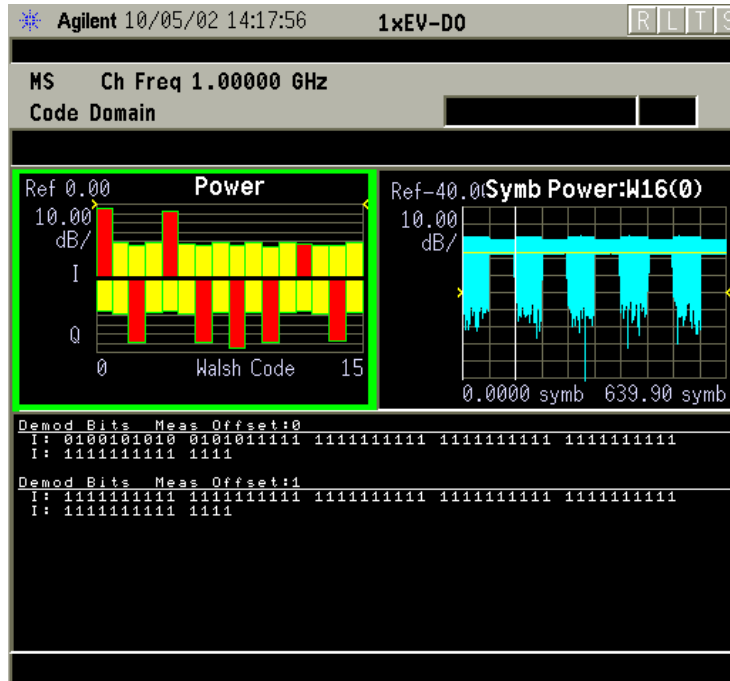 Agilent 10/05/02 14:17:56 1xEV-DO R L T S
MS Ch Freq 1.00000 GHz
Code Domain
Ref 0.00 Power
10.00
dB/
I
Q
0 Walsh Code 15
Ref-40.00 Symb Power:W16(0)
10.00
dB/
0.0000 symb 639.90 symb
Demod Bits Meas Offset:0
I: 0100101010 0101011111 1111111111 1111111111 1111111111
I: 1111111111 1111
Demod Bits Meas Offset:1
I: 1111111111 1111111111 1111111111 1111111111 1111111111
I: 1111111111 1111